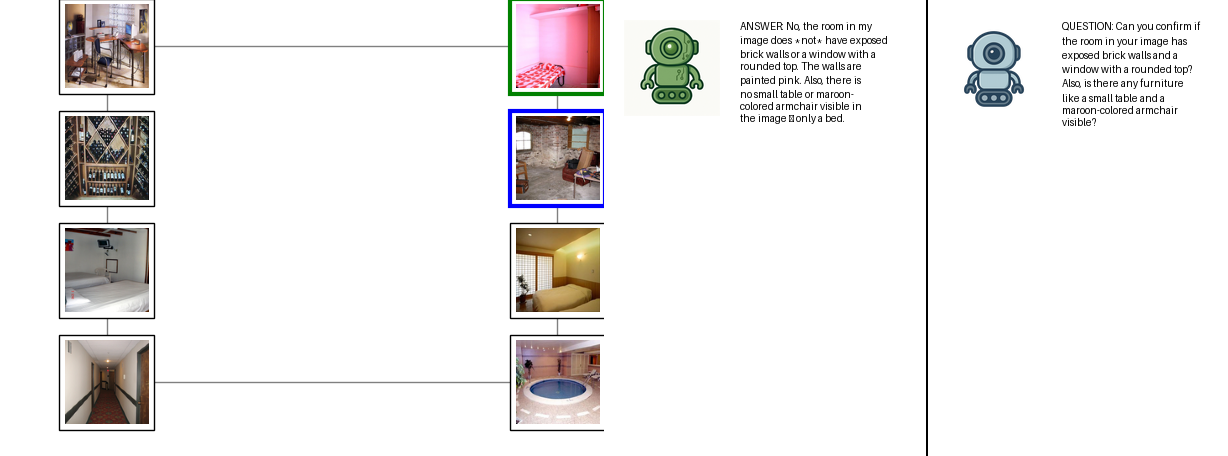 ANSWER: No, the room in my
image does *not* have exposed
brick walls or a window with a
rounded top. The walls are
painted pink. Also, there is
no small table or maroon-
colored armchair visible in
the image only a bed.
QUESTION: Can you confirm if
the room in your image has
exposed brick walls and a
window with a rounded top?
Also, is there any furniture
like a small table and a
maroon-colored armchair
visible?